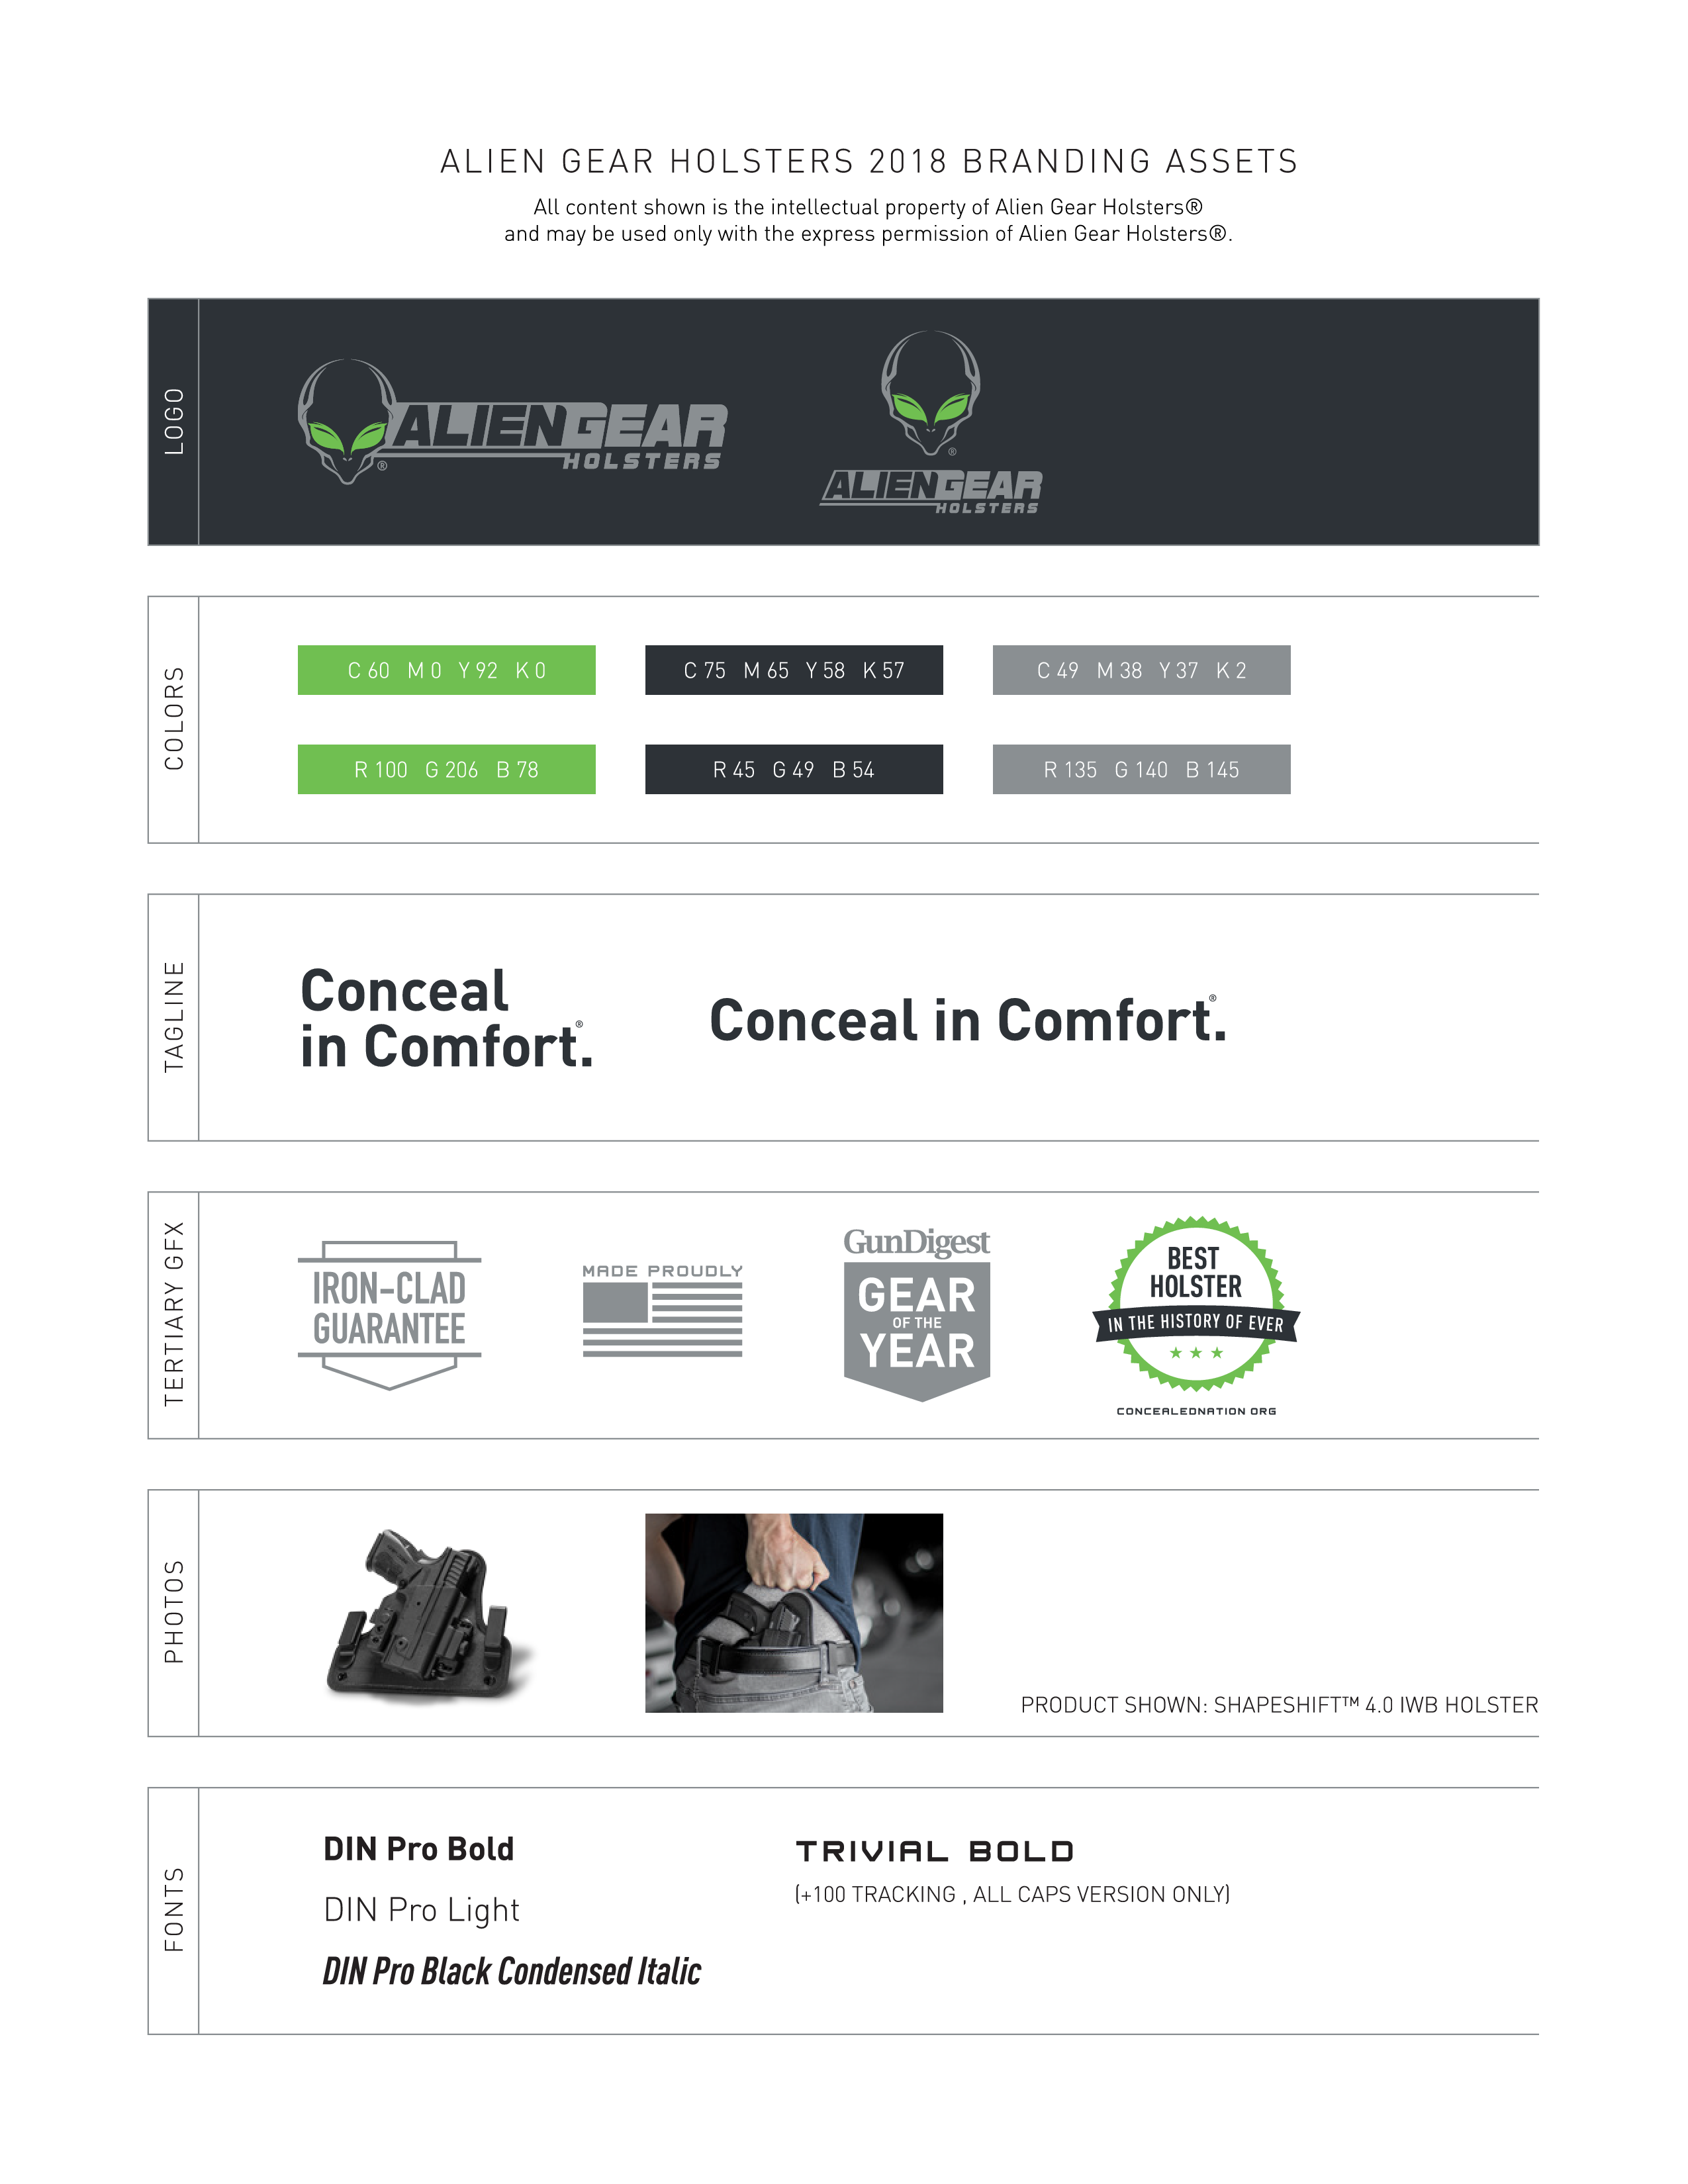 ALIEN GEAR HOLSTERS 2018 BRANDING ASSETS
All content shown is the intellectual property of Alien Gear Holsters®
and may be used only with the express permission of Alien Gear Holsters®.
LOGO
ALIEN GEAR
HOLSTERS
®
®
ALIEN GEAR
HOLSTERS
COLORS
C 60 M 0 Y 92 K 0
C 75 M 65 Y 58 K 57
C 49 M 38 Y 37 K 2
R 100 G 206 B 78
R 45 G 49 B 54
R 135 G 140 B 145
TAGLINE
Conceal
in Comfort.®
Conceal in Comfort.®
TERTIARY GFX
IRON-CLAD
GUARANTEE
MADE PROUDLY
GunDigest
GEAR
OF THE
YEAR
BEST
HOLSTER
IN THE HISTORY OF EVER
CONCEALEDNATION ORG
PHOTOS
PRODUCT SHOWN: SHAPESHIFT™ 4.0 IWB HOLSTER
FONTS
DIN Pro Bold
DIN Pro Light
DIN Pro Black Condensed Italic
TRIVIAL BOLD
(+100 TRACKING , ALL CAPS VERSION ONLY)